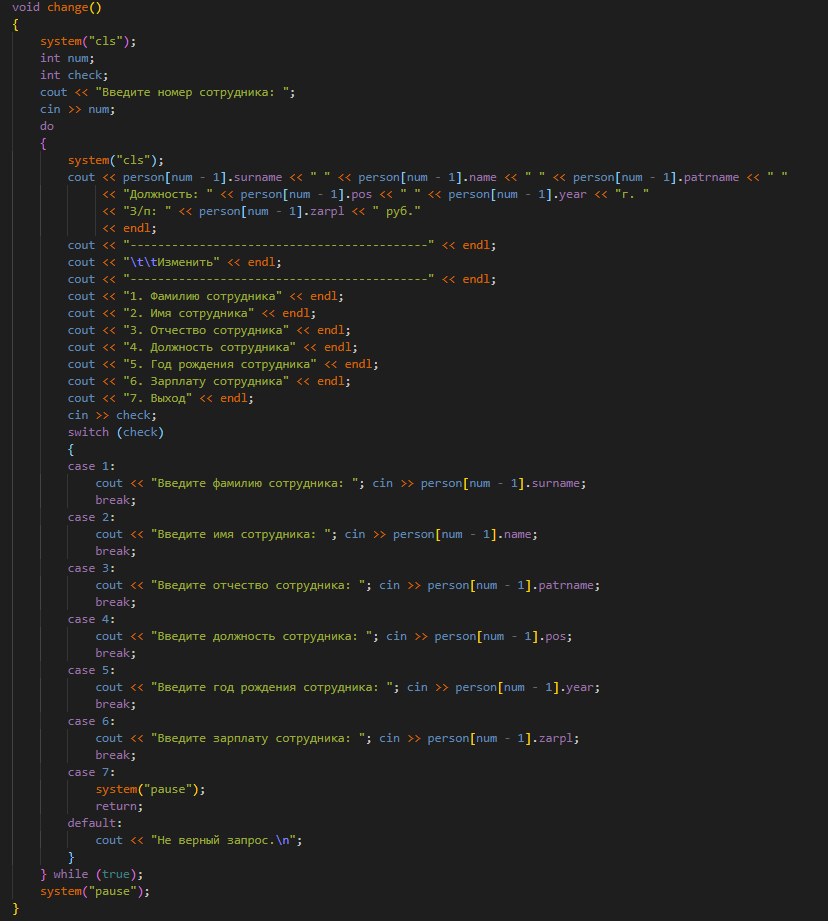 void change()
{
    system("cls");
    int num;
    int check;
    cout << "Введите номер сотрудника: ";
    cin >> num;
    do
    {
        system("cls");
        cout << person[num - 1].surname << " " << person[num - 1].name << " " << person[num - 1].patrname << " "
             << "Должность: " << person[num - 1].pos << " " << person[num - 1].year << "г. "
             << "З/п: " << person[num - 1].zarpl << " руб."
             << endl;
        cout << "-------------------------------------------" << endl;
        cout << "\t\tИзменить" << endl;
        cout << "-------------------------------------------" << endl;
        cout << "1. Фамилию сотрудника" << endl;
        cout << "2. Имя сотрудника" << endl;
        cout << "3. Отчество сотрудника" << endl;
        cout << "4. Должность сотрудника" << endl;
        cout << "5. Год рождения сотрудника" << endl;
        cout << "6. Зарплату сотрудника" << endl;
        cout << "7. Выход" << endl;
        cin >> check;
        switch (check)
        {
        case 1:
            cout << "Введите фамилию сотрудника: "; cin >> person[num - 1].surname;
            break;
        case 2:
            cout << "Введите имя сотрудника: "; cin >> person[num - 1].name;
            break;
        case 3:
            cout << "Введите отчество сотрудника: "; cin >> person[num - 1].patrname;
            break;
        case 4:
            cout << "Введите должность сотрудника: "; cin >> person[num - 1].pos;
            break;
        case 5:
            cout << "Введите год рождения сотрудника: "; cin >> person[num - 1].year;
            break;
        case 6:
            cout << "Введите зарплату сотрудника: "; cin >> person[num - 1].zarpl;
            break;
        case 7:
            system("pause");
            return;
        default:
            cout << "Не верный запрос.\n";
        }
    } while (true);
    system("pause");
}